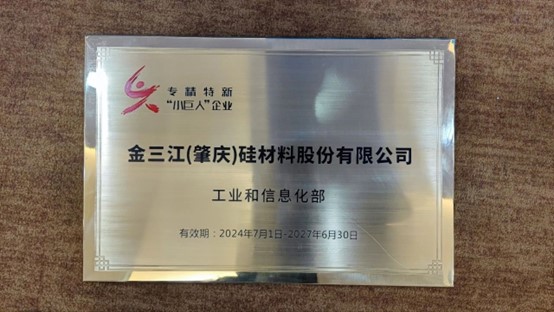 专精特新
“小巨人”企业
金三江(肇庆)硅材料股份有限公司
工业和信息化部
有效期：2024年7月1日-2027年6月30日